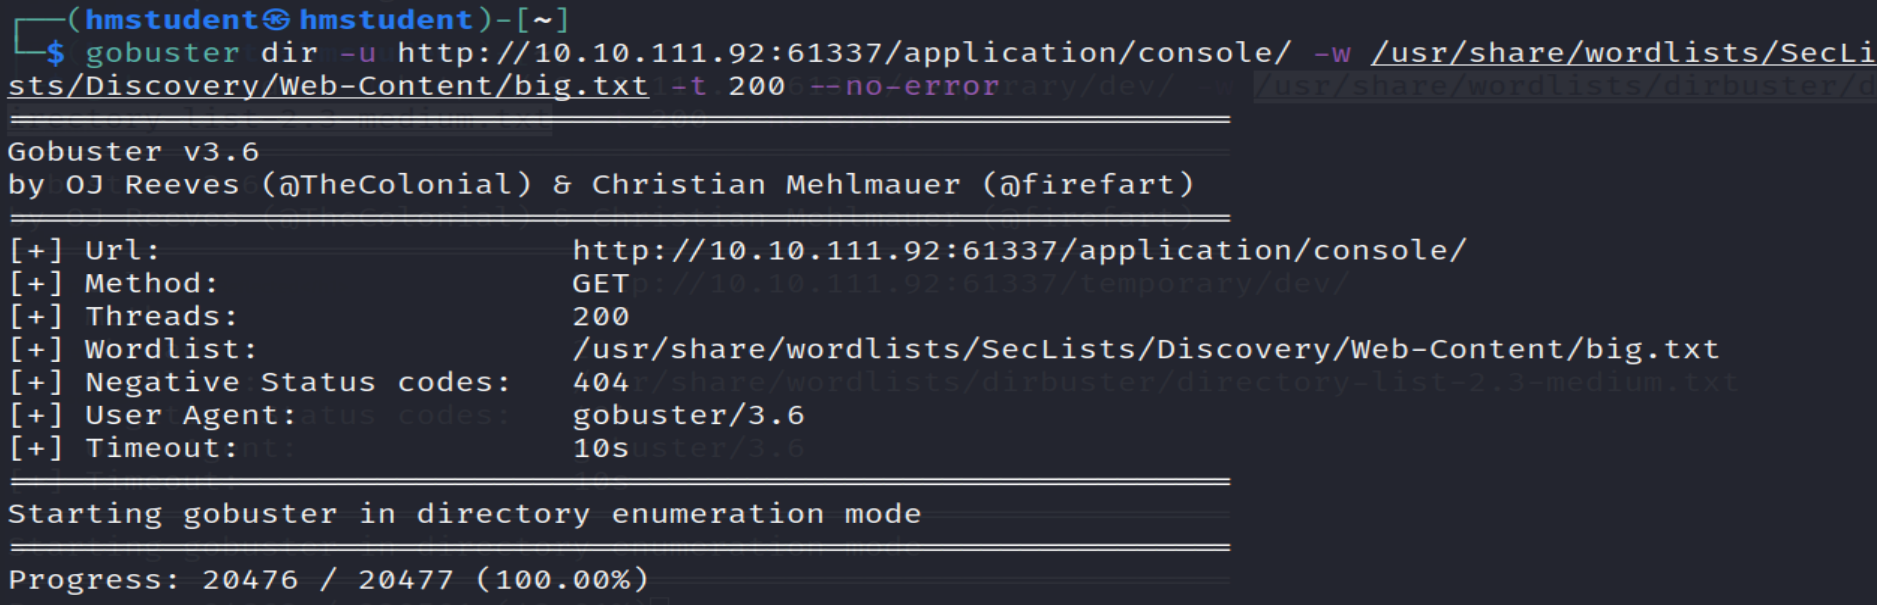 ┌──(hmstudent㉿hmstudent)-[~]
└─$ gobuster dir -u http://10.10.111.92:61337/application/console/ -w /usr/share/wordlists/SecLi
sts/Discovery/Web-Content/big.txt -t 200 --no-error
===============================================================
Gobuster v3.6
by OJ Reeves (@TheColonial) & Christian Mehlmauer (@firefart)
===============================================================
[+] Url:                     http://10.10.111.92:61337/application/console/
[+] Method:                  GET
[+] Threads:                 200
[+] Wordlist:                /usr/share/wordlists/SecLists/Discovery/Web-Content/big.txt
[+] Negative Status codes:   404
[+] User Agent:              gobuster/3.6
[+] Timeout:                 10s
===============================================================
Starting gobuster in directory enumeration mode
===============================================================
Progress: 20476 / 20477 (100.00%)